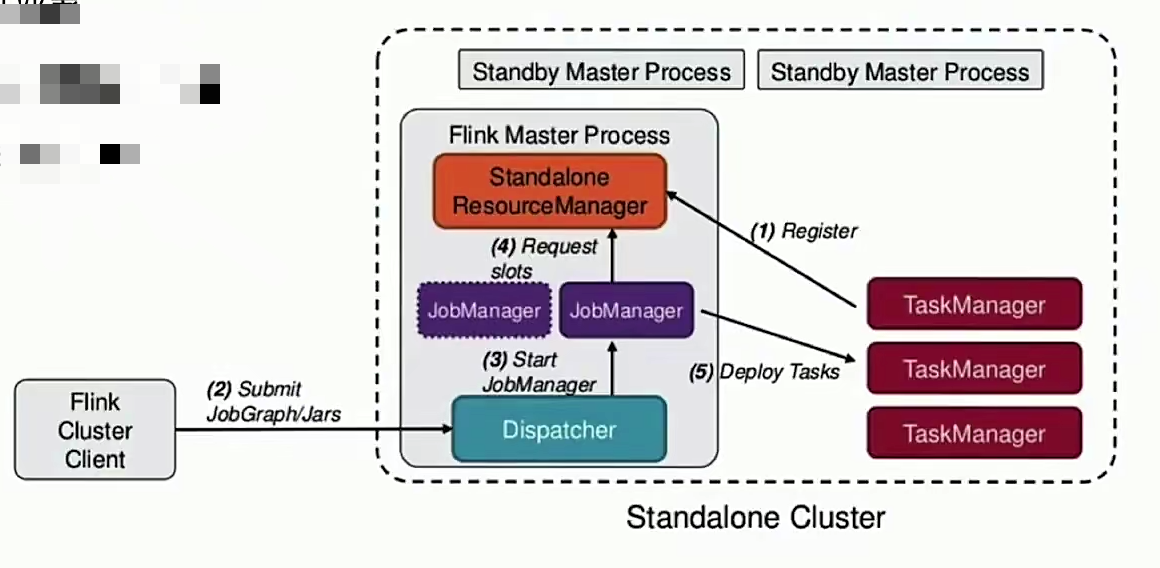 Standby Master Process
Standby Master Process
Flink Master Process
Standalone
ResourceManager
(1) Register
(4) Request
slots
JobManager
JobManager
TaskManager
(3) Start
JobManager
(5) Deploy Tasks
TaskManager
Flink
Cluster
Client
(2) Submit
JobGraph/Jars
Dispatcher
TaskManager
Standalone Cluster